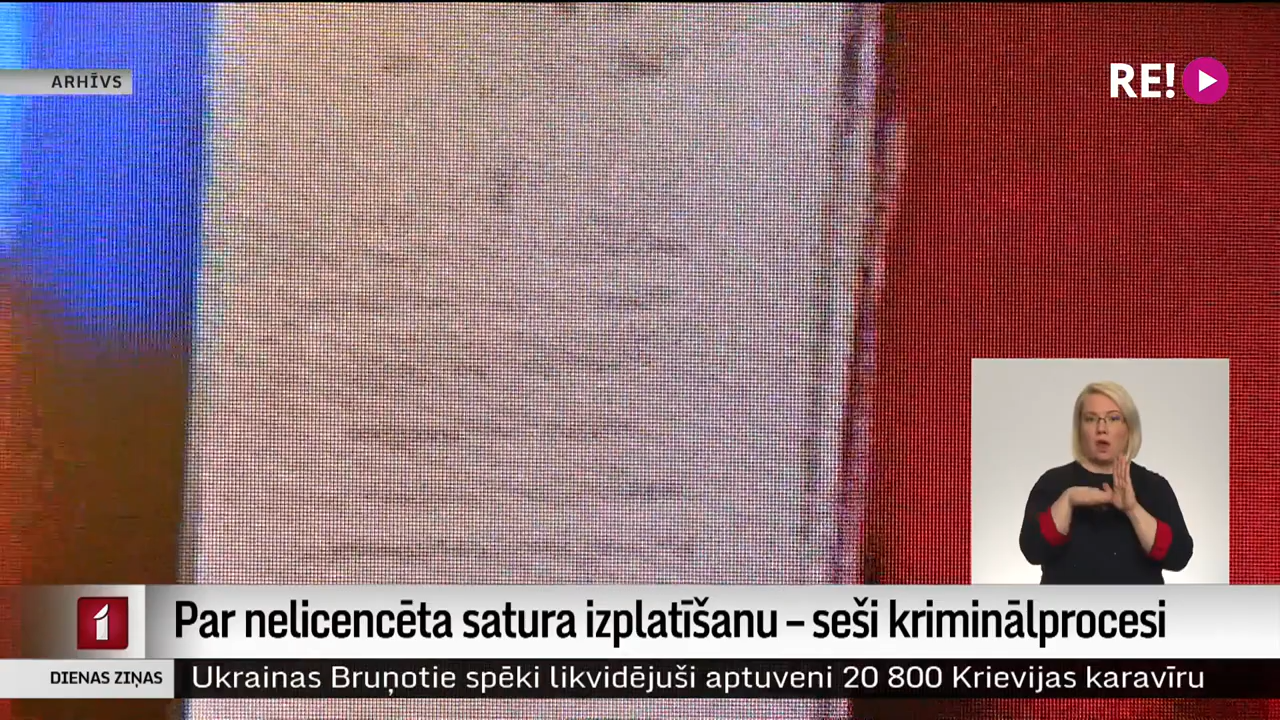 ARHĪVS
RE!
1
Par nelicencēta satura izplatīšanu – seši kriminālprocesi
DIENAS ZIŅAS
Ukrainas Bruņotie spēki likvidējuši aptuveni 20 800 Krievijas karavīru